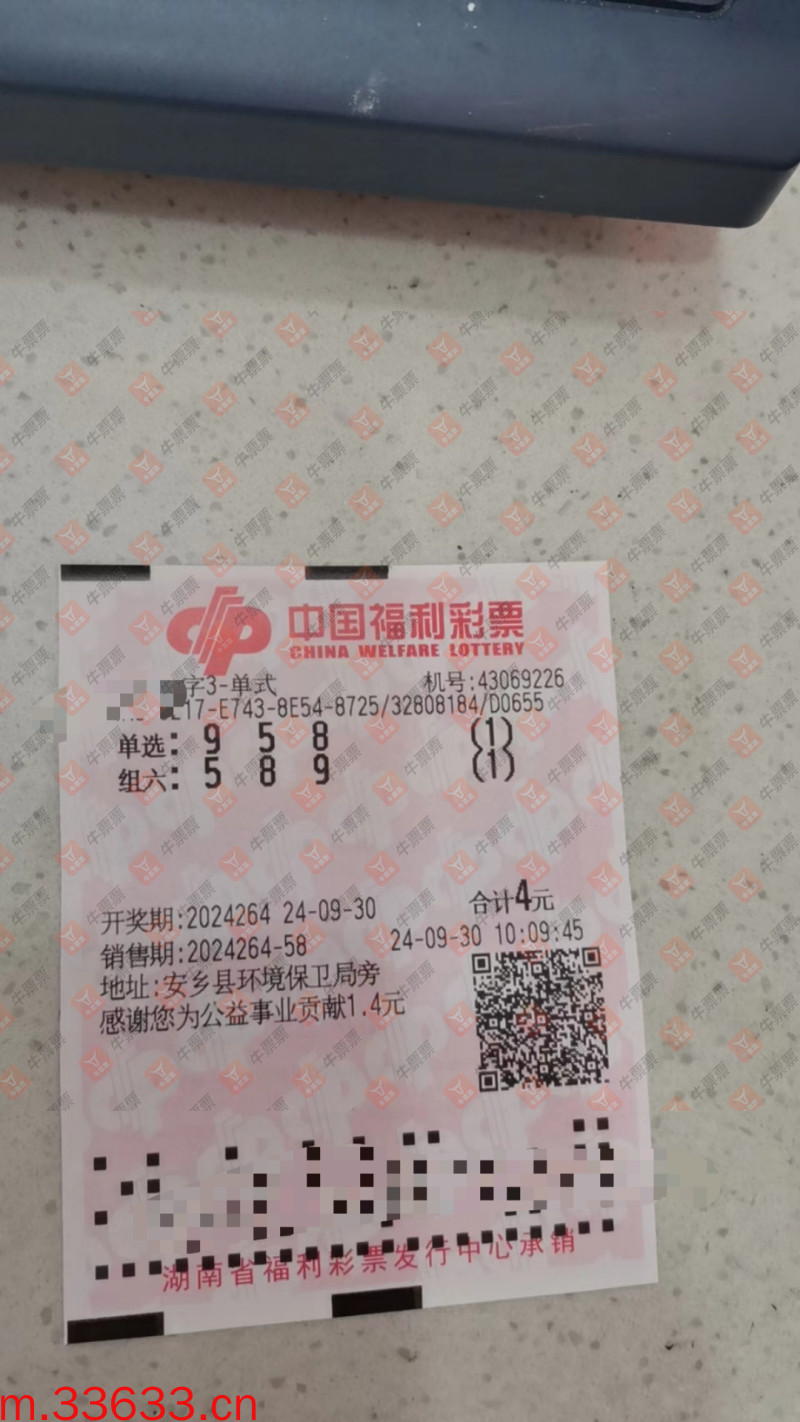 中国福利彩票
CHINA WELFARE LOTTERY
字3-单式 机号:43069226
17-E743-8E54-8725/32808184/D0655
单选: 9 5 8 (1)
组六: 5 8 9 (1)
开奖期:2024264 24-09-30 合计4元
销售期:2024264-58 24-09-30 10:09:45
地址:安乡县环境保卫局旁
感谢您为公益事业贡献1.4元
湖南省福利彩票发行中心承销
牛票票
m.33633.cn